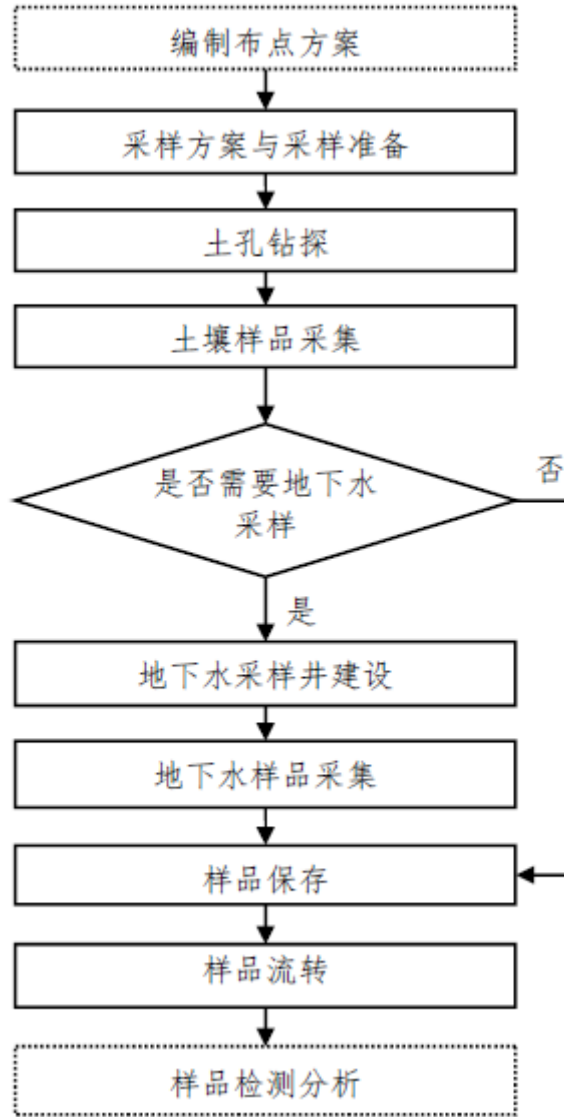 编制布点方案
采样方案与采样准备
土孔钻探
土壤样品采集
是否需要地下水
采样
否
是
地下水采样井建设
地下水样品采集
样品保存
样品流转
样品检测分析